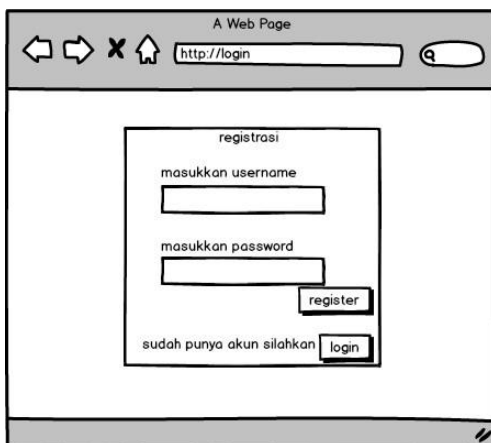 A Web Page
http://login
registrasi
masukkan username
masukkan password
register
sudah punya akun silahkan login